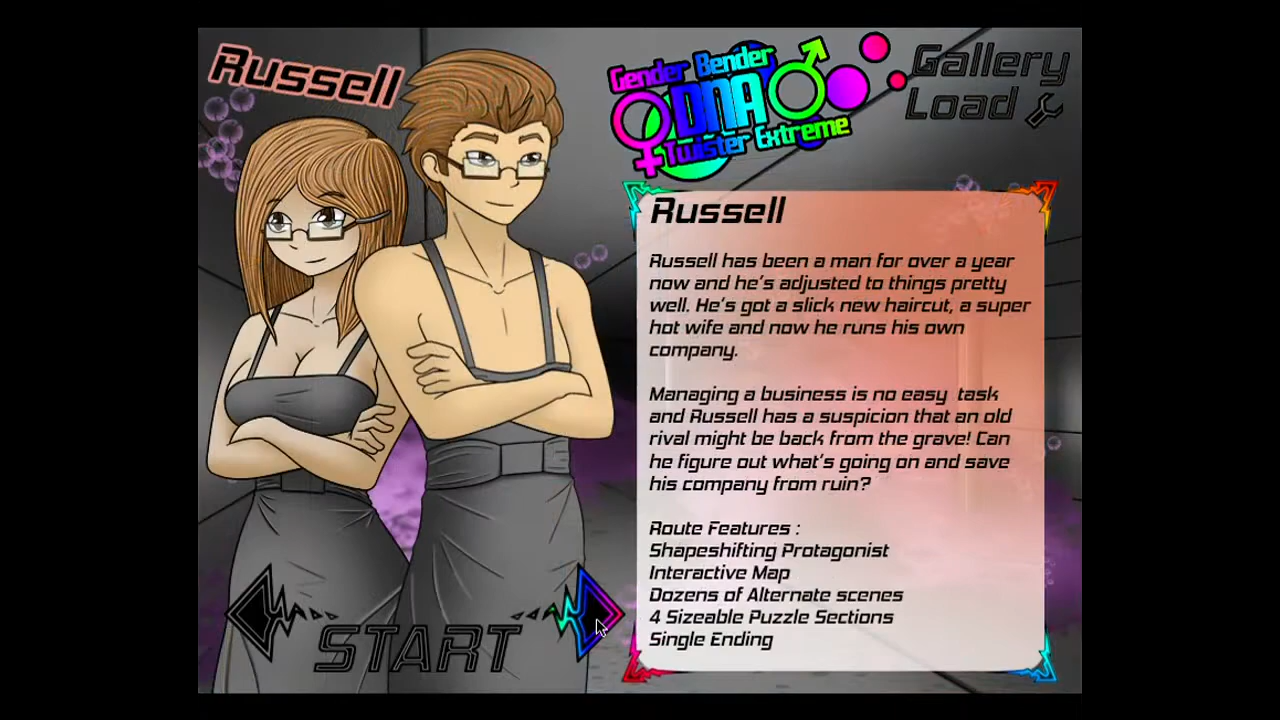 Russell
Gender Bender
DNA
Twister Extreme
Gallery
Load
Russell
Russell has been a man for over a year
now and he's adjusted to things pretty
well. He's got a slick new haircut, a super
hot wife and now he runs his own
company.
Managing a business is no easy task
and Russell has a suspicion that an old
rival might be back from the grave! Can
he figure out what's going on and save
his company from ruin?
Route Features :
Shapeshifting Protagonist
Interactive Map
Dozens of Alternate scenes
4 Sizeable Puzzle Sections
Single Ending
START